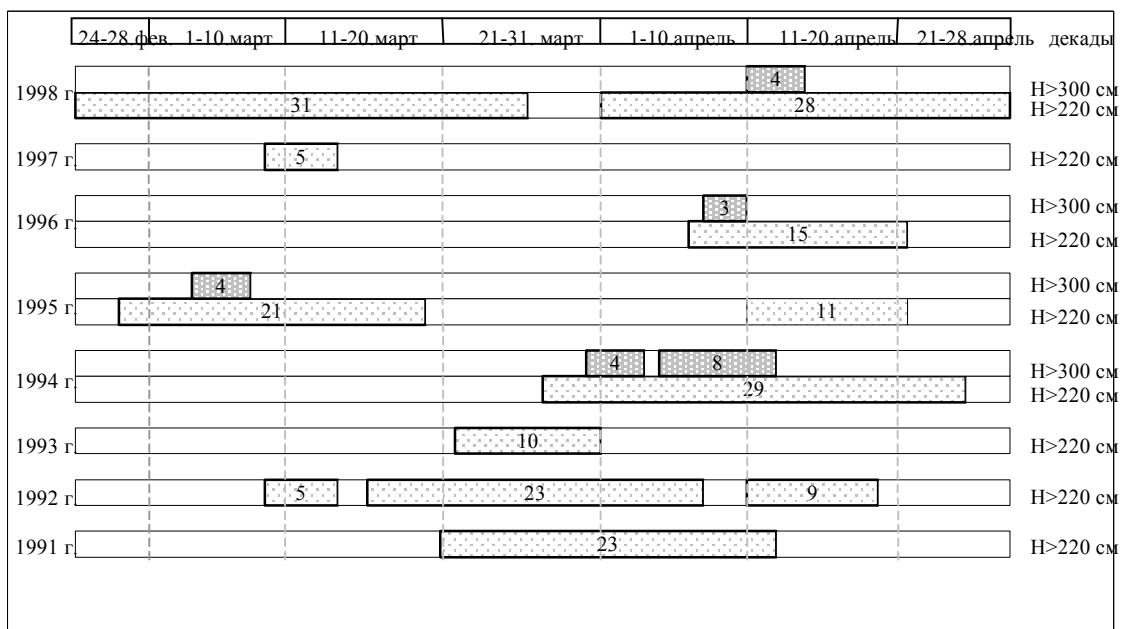 24-28.фев. 1-10.март 11-20.март 21-31. март 1-10.апрель 11-20.апрель 21-28.апрель декады
4
1998 г. Н>300 см
31 28 Н>220 см
1997 г. 5 Н>220 см
3 Н>300 см
1996 г.
15 Н>220 см
4 Н>300 см
1995 г. 21 11 Н>220 см
4 8 Н>300 см
1994 г.
29 Н>220 см
1993 г. 10 Н>220 см
1992 г. 5 23 9 Н>220 см
1991 г. 23 Н>220 см